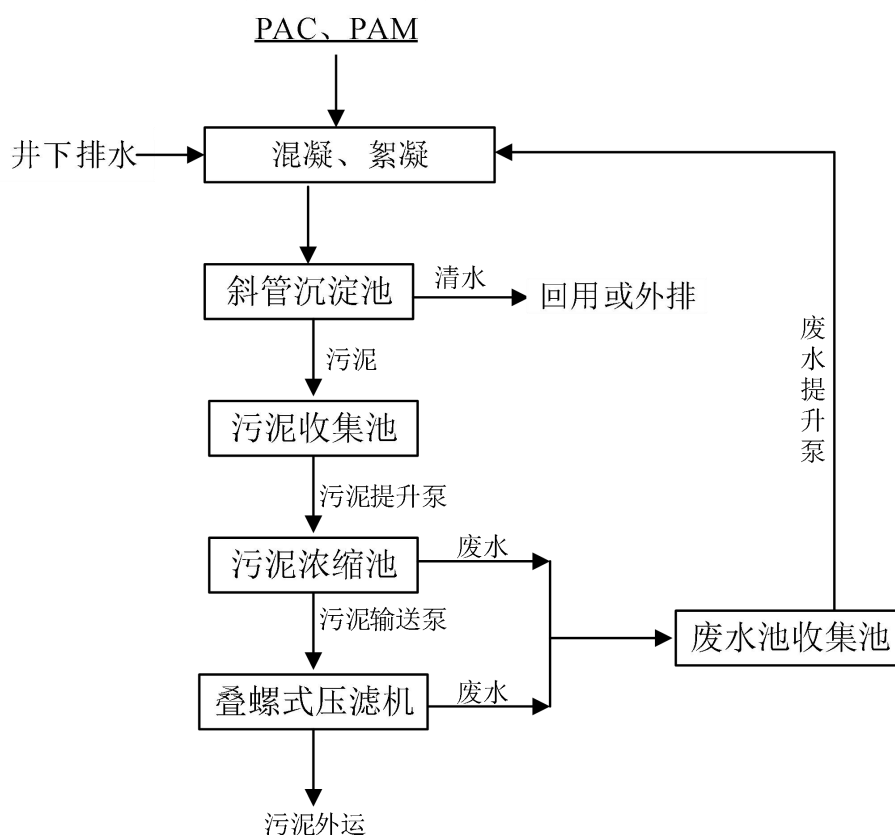 PAC、PAM
井下排水
混凝、絮凝
斜管沉淀池
清水
回用或外排
污泥
污泥收集池
污泥提升泵
污泥浓缩池
废水
污泥输送泵
叠螺式压滤机
废水
污泥外运
废水池收集池
废水提升泵